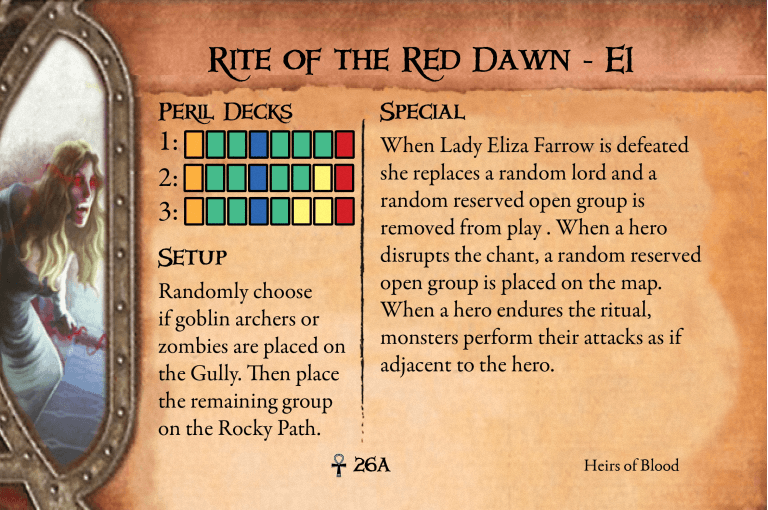 Rite of the Red Dawn - EI
Peril Decks
1:
2:
3:
Setup
Randomly choose
if goblin archers or
zombies are placed on
the Gully. Then place
the remaining group
on the Rocky Path.
Special
When Lady Eliza Farrow is defeated
she replaces a random lord and a
random reserved open group is
removed from play . When a hero
disrupts the chant, a random reserved
open group is placed on the map.
When a hero endures the ritual,
monsters perform their attacks as if
adjacent to the hero.
26A
Heirs of Blood